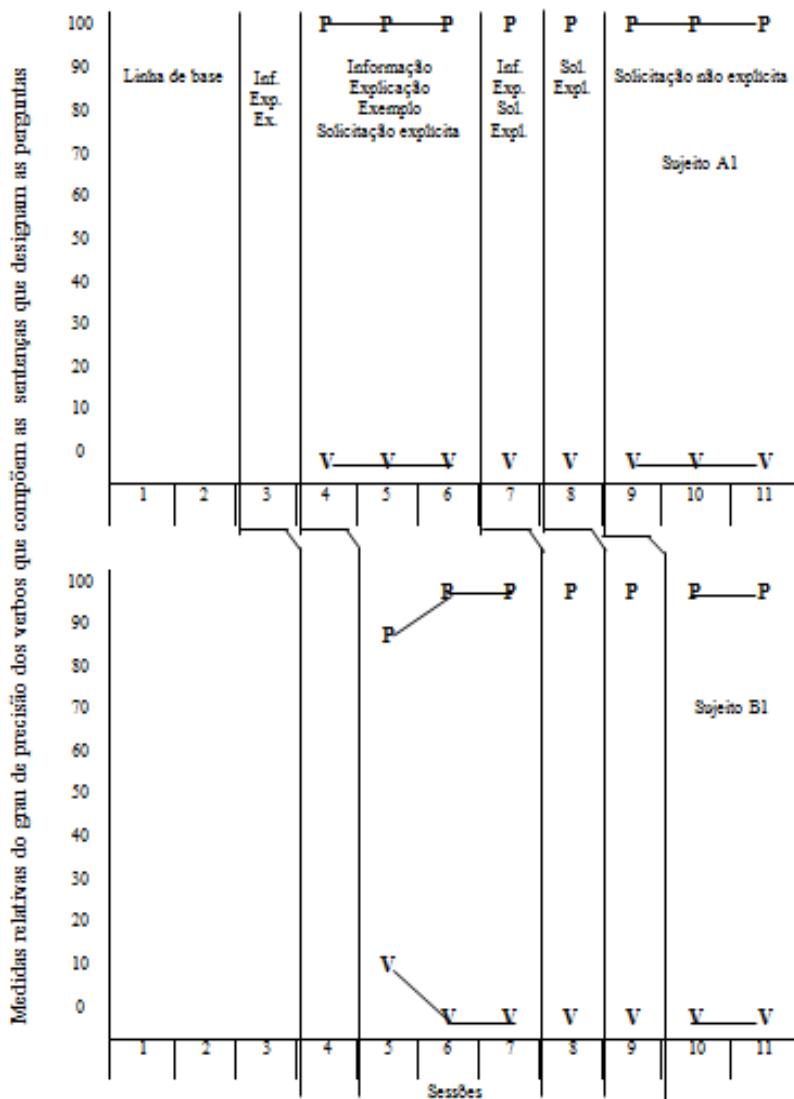 Medidas relativas do grau de precisão dos verbos que compõem as sentenças que designam as perguntas
100
90
80
70
60
50
40
30
20
10
0
P P P P P P P P
Linha de base
Inf.
Exp.
Ex.
Informação
Explicação
Exemplo
Solicitação explícita
Inf.
Exp.
Sol.
Expl.
Sol.
Expl.
Solicitação não explícita
Sujeito A1
V V V V V V V V
1 2 3 4 5 6 7 8 9 10 11
100
90
80
70
60
50
40
30
20
10
0
P P P P P P P
Sujeito B1
V V V V V V V
1 2 3 4 5 6 7 8 9 10 11
Sessões